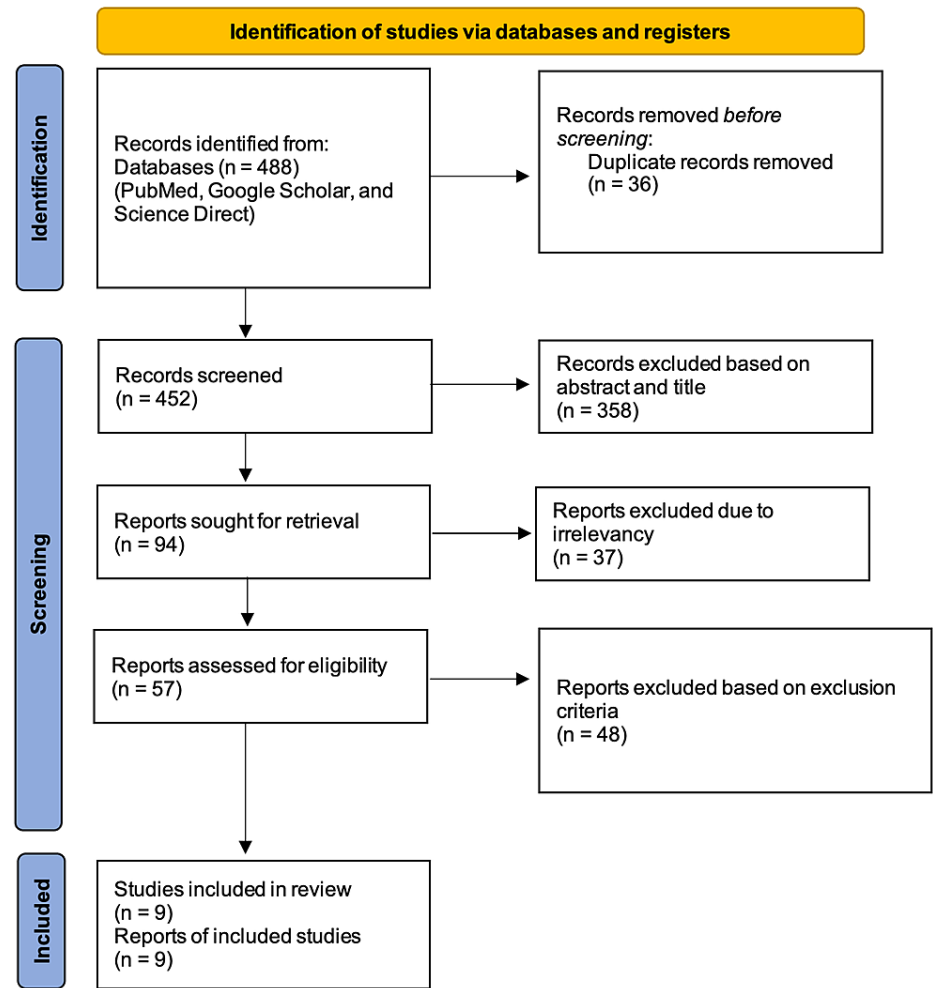 Identification of studies via databases and registers
Identification
Records identified from:
Databases (n = 488)
(PubMed, Google Scholar, and
Science Direct)
Records removed before
screening:
Duplicate records removed
(n = 36)
Screening
Records screened
(n = 452)
Records excluded based on
abstract and title
(n = 358)
Reports sought for retrieval
(n = 94)
Reports excluded due to
irrelevancy
(n = 37)
Reports assessed for eligibility
(n = 57)
Reports excluded based on exclusion
criteria
(n = 48)
Included
Studies included in review
(n = 9)
Reports of included studies
(n = 9)